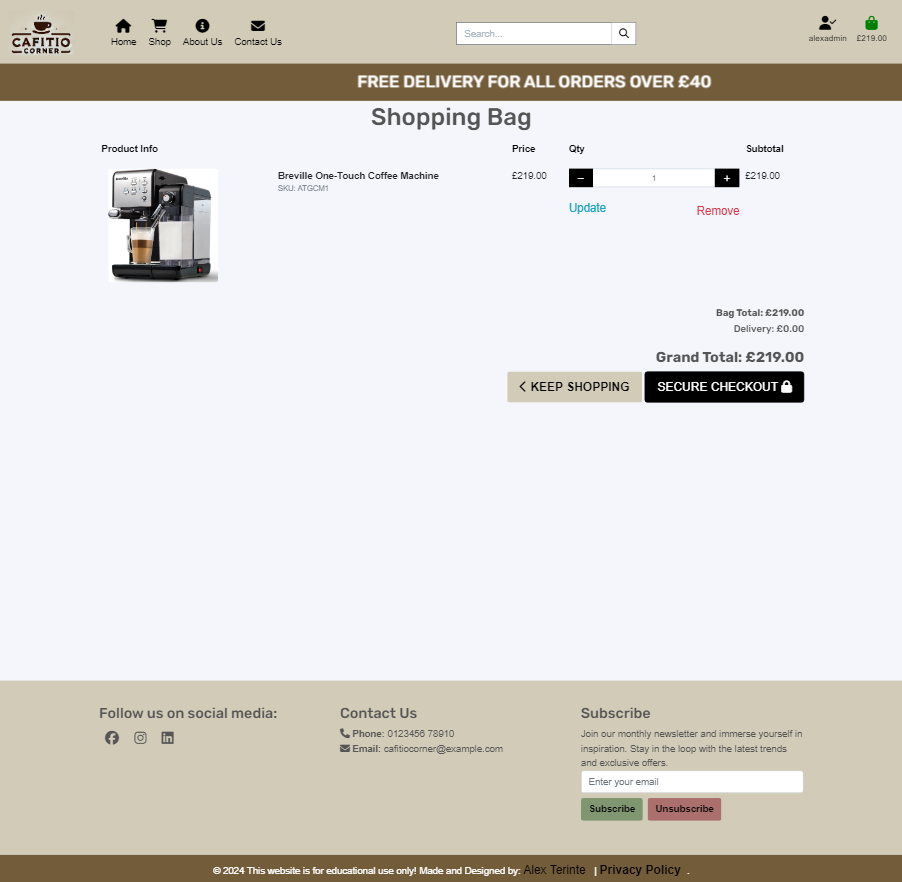 CAFITIO
CORNER
Home Shop About Us Contact Us
Search...
alexadmin £219.00
FREE DELIVERY FOR ALL ORDERS OVER £40
Shopping Bag
Product Info Price Qty Subtotal
Breville One-Touch Coffee Machine £219.00 − 1 + £219.00
SKU: ATGCM1
Update Remove
Bag Total: £219.00
Delivery: £0.00
Grand Total: £219.00
KEEP SHOPPING SECURE CHECKOUT
Follow us on social media:
Contact Us
Phone: 0123456 78910
Email: cafitiocorner@example.com
Subscribe
Join our monthly newsletter and immerse yourself in
inspiration. Stay in the loop with the latest trends
and exclusive offers.
Enter your email
Subscribe Unsubscribe
© 2024 This website is for educational use only! Made and Designed by: Alex Terinte | Privacy Policy .